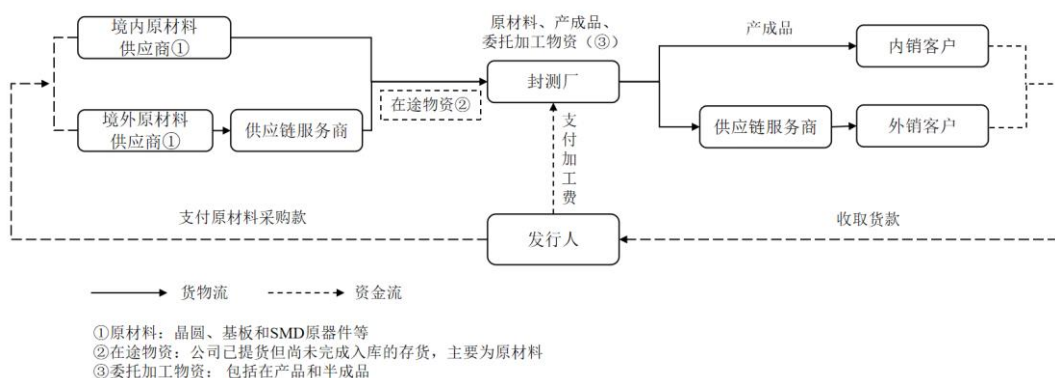 境内原材料
供应商①
境外原材料
供应商①
供应链服务商
在途物资②
原材料、产成品、
委托加工物资（③）
封测厂
支付加工费
产成品
内销客户
供应链服务商
外销客户
支付原材料采购款
发行人
收取货款
货物流
资金流
①原材料：晶圆、基板和SMD原器件等
②在途物资：公司已提货但尚未完成入库的存货，主要为原材料
③委托加工物资： 包括在产品和半成品